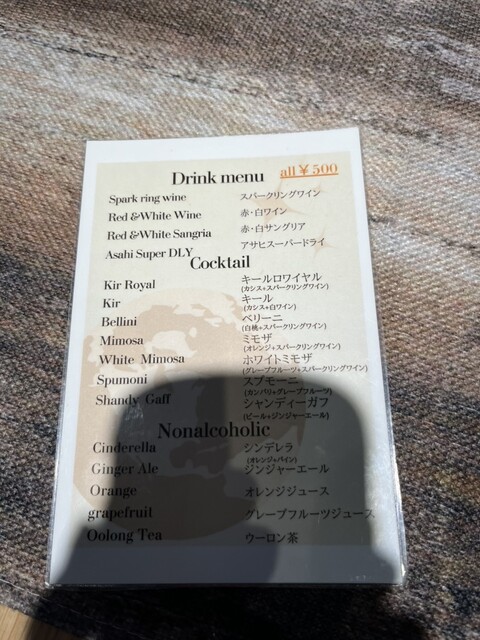 Drink menu all ¥500
Spark ring wine スパークリングワイン
Red &White Wine 赤・白ワイン
Red &White Sangria 赤・白サングリア
Asahi Super DLY アサヒスーパードライ
Cocktail
Kir Royal キールロワイヤル
(カシス+スパークリングワイン)
Kir キール
(カシス+白ワイン)
Bellini ベリーニ
(白桃+スパークリングワイン)
Mimosa ミモザ
(オレンジ+スパークリングワイン)
White Mimosa ホワイトミモザ
(グレープフルーツ+スパークリングワイン)
Spumoni スプモーニ
(カンパリ+グレープフルーツ)
Shandy Gaff シャンディーガフ
(ビール+ジンジャーエール)
Nonalcoholic
Cinderella シンデレラ
(オレンジ+パイン)
Ginger Ale ジンジャーエール
Orange オレンジジュース
grapefruit グレープフルーツジュース
Oolong Tea ウーロン茶